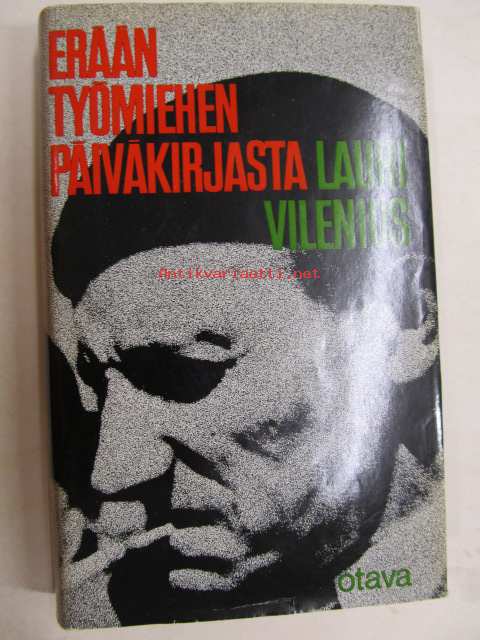 ERÄÄN
TYÖMIEHEN
PÄIVÄKIRJASTA LAURI
VILENIUS
Antikvariaatti.net
otava